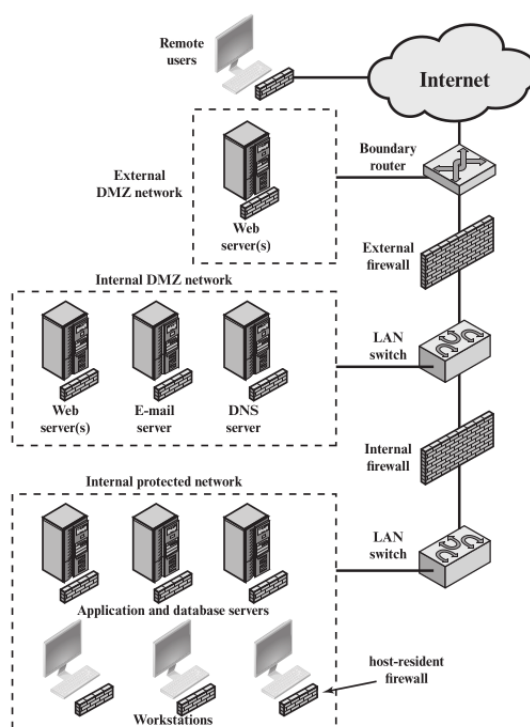 Remote
users
Internet
External
DMZ network
Web
server(s)
Boundary
router
External
firewall
Internal DMZ network
Web
server(s)
E-mail
server
DNS
server
LAN
switch
Internal
firewall
Internal protected network
Application and database servers
LAN
switch
Workstations
host-resident
firewall